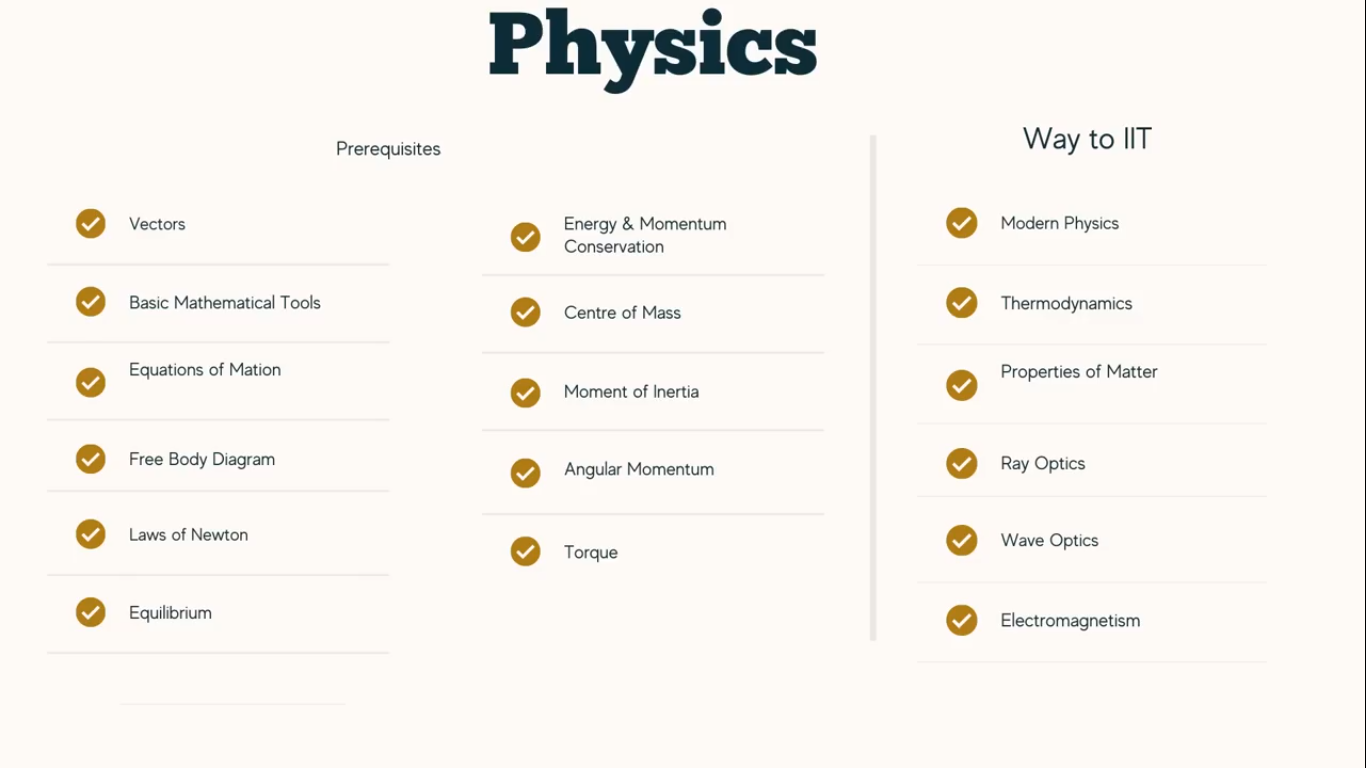 Physics
Prerequisites
Vectors
Basic Mathematical Tools
Equations of Mation
Free Body Diagram
Laws of Newton
Equilibrium
Energy & Momentum
Conservation
Centre of Mass
Moment of Inertia
Angular Momentum
Torque
Way to IIT
Modern Physics
Thermodynamics
Properties of Matter
Ray Optics
Wave Optics
Electromagnetism